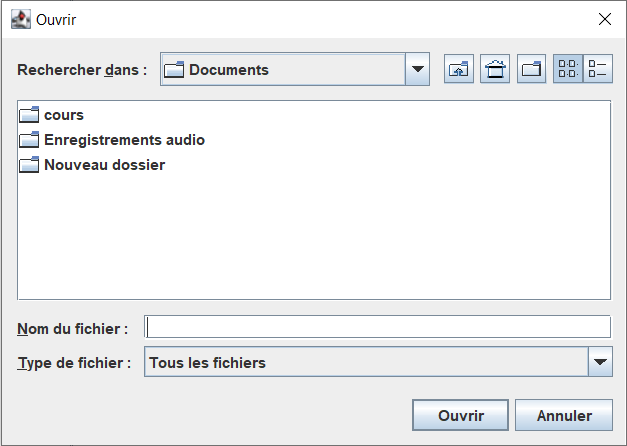 Ouvrir
Rechercher dans : Documents
cours
Enregistrements audio
Nouveau dossier
Nom du fichier :
Type de fichier : Tous les fichiers
Ouvrir Annuler